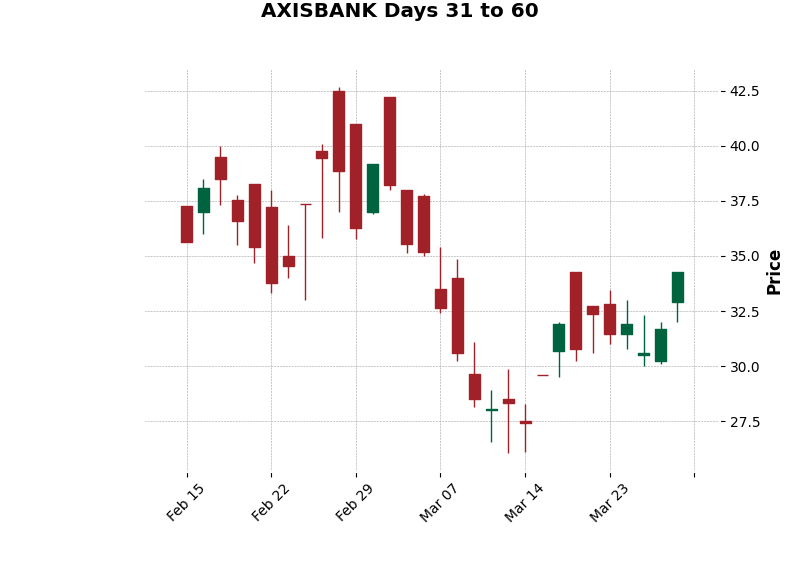 AXISBANK Days 31 to 60
42.5
40.0
37.5
35.0
32.5
30.0
27.5
Price
Feb 15
Feb 22
Feb 29
Mar 07
Mar 14
Mar 23